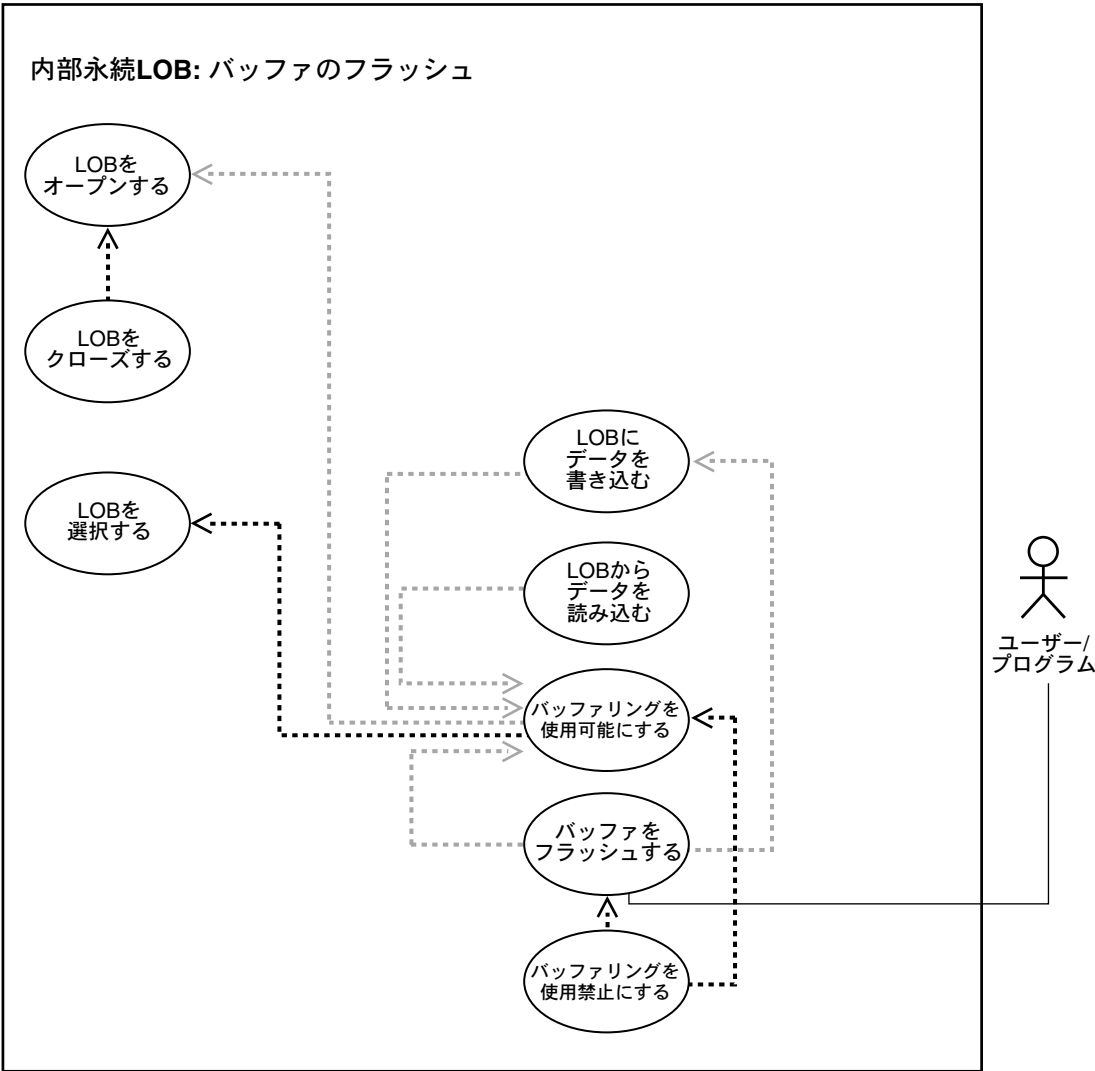 内部永続LOB: バッファのフラッシュ
LOBを
オープンする
LOBを
クローズする
LOBを
選択する
LOBに
データを
書き込む
LOBから
データを
読み込む
バッファリングを
使用可能にする
バッファを
フラッシュする
バッファリングを
使用禁止にする
ユーザー/
プログラム